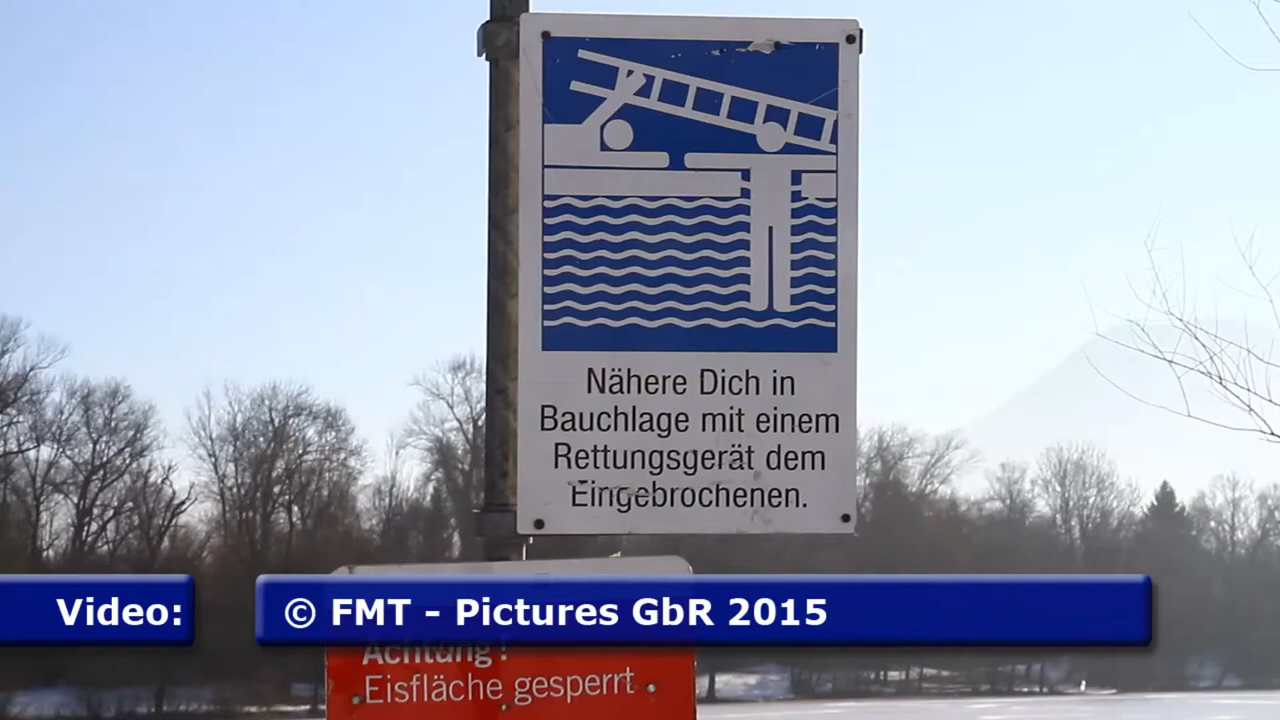 Nähere Dich in
Bauchlage mit einem
Rettungsgerät dem
Eingebrochenen.
Video:
© FMT - Pictures GbR 2015
Achtung!
Eisfläche gesperrt